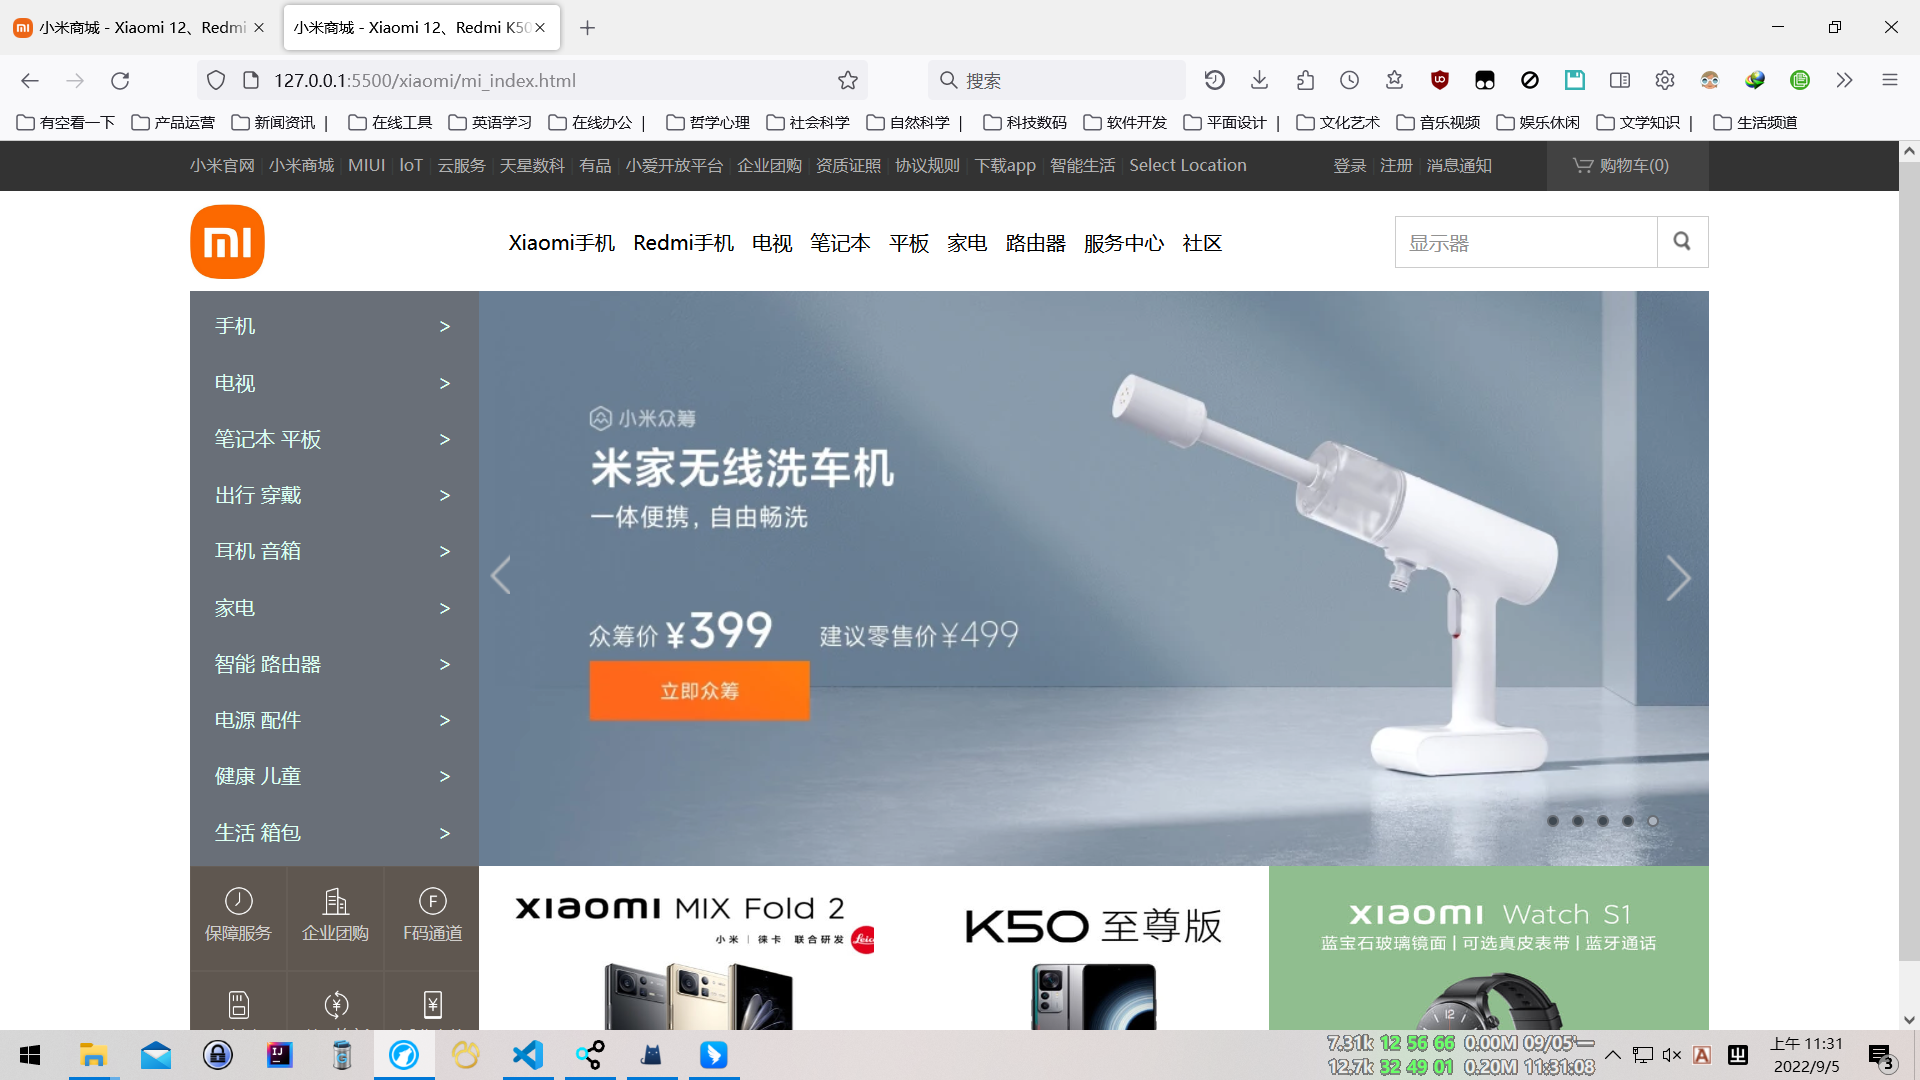 小米商城 - Xiaomi 12、Redmi
小米商城 - Xiaomi 12、Redmi K50
127.0.0.1:5500/xiaomi/mi_index.html
搜索
有空看一下 产品运营 新闻资讯 | 在线工具 英语学习 在线办公 | 哲学心理 社会科学 自然科学 | 科技数码 软件开发 平面设计 | 文化艺术 音乐视频 娱乐休闲 文学知识 | 生活频道
小米官网 小米商城 MIUI loT 云服务 天星数科 有品 小爱开放平台 企业团购 资质证照 协议规则 下载app 智能生活 Select Location 登录 注册 消息通知 购物车(0)
mi
Xiaomi手机 Redmi手机 电视 笔记本 平板 家电 路由器 服务中心 社区
显示器
手机 >
电视 >
笔记本 平板 >
出行 穿戴 >
耳机 音箱 >
家电 >
智能 路由器 >
电源 配件 >
健康 儿童 >
生活 箱包 >
小米众筹
米家无线洗车机
一体便携，自由畅洗
众筹价 ¥399 建议零售价¥499
立即众筹
保障服务 企业团购 F码通道
xiaomi MIX Fold 2
小米 | 徕卡 联合研发 Leica
K50 至尊版
xiaomi Watch S1
蓝宝石玻璃镜面 | 可选真皮表带 | 蓝牙通话
7.31k 12 56 66 0.00M 09/05
12.7k 32 49 01 0.20M 11:31:08
上午 11:31
2022/9/5
3